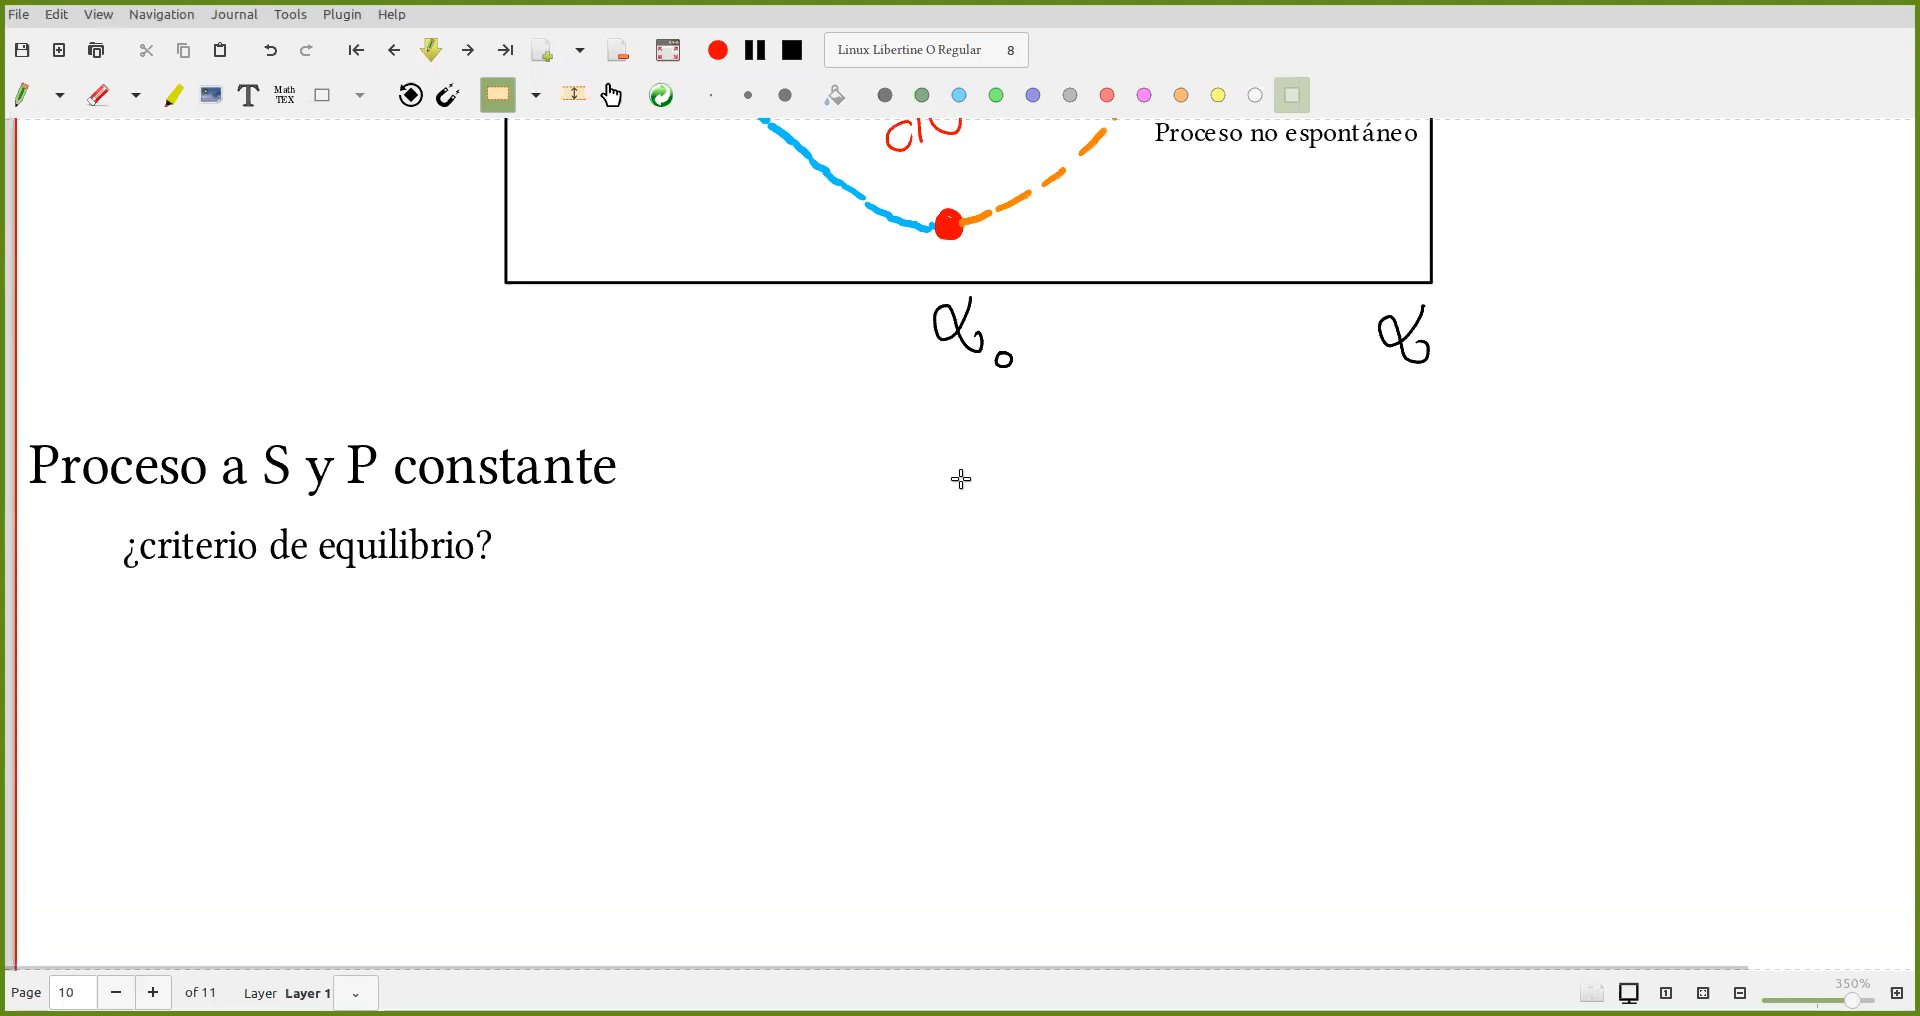 File Edit View Navigation Journal Tools Plugin Help
Linux Libertine O Regular 8
T Math TEX
Proceso no espontáneo
α₀ α
Proceso a S y P constante
¿criterio de equilibrio?
350%
Page 10 of 11 Layer Layer 1